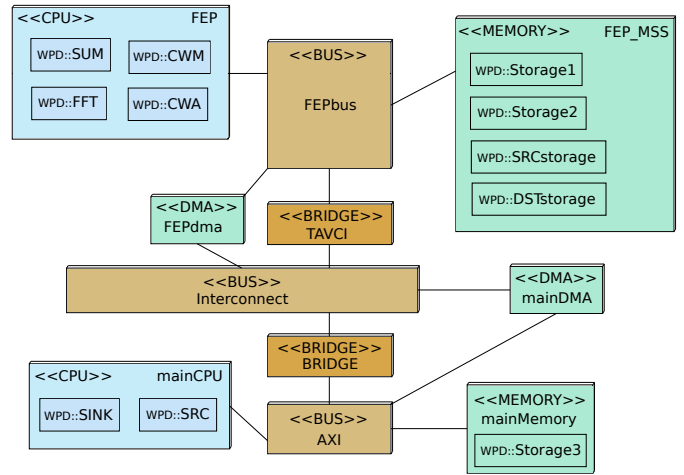 <<CPU>> FEP
WPD::SUM WPD::CWM
WPD::FFT WPD::CWA
<<BUS>>
FEPbus
<<MEMORY>> FEP_MSS
WPD::Storage1
WPD::Storage2
WPD::SRCstorage
WPD::DSTstorage
<<DMA>>
FEPdma
<<BRIDGE>>
TAVCI
<<BUS>>
Interconnect
<<DMA>>
mainDMA
<<BRIDGE>>
BRIDGE
<<CPU>> mainCPU
WPD::SINK WPD::SRC
<<BUS>>
AXI
<<MEMORY>>
mainMemory
WPD::Storage3